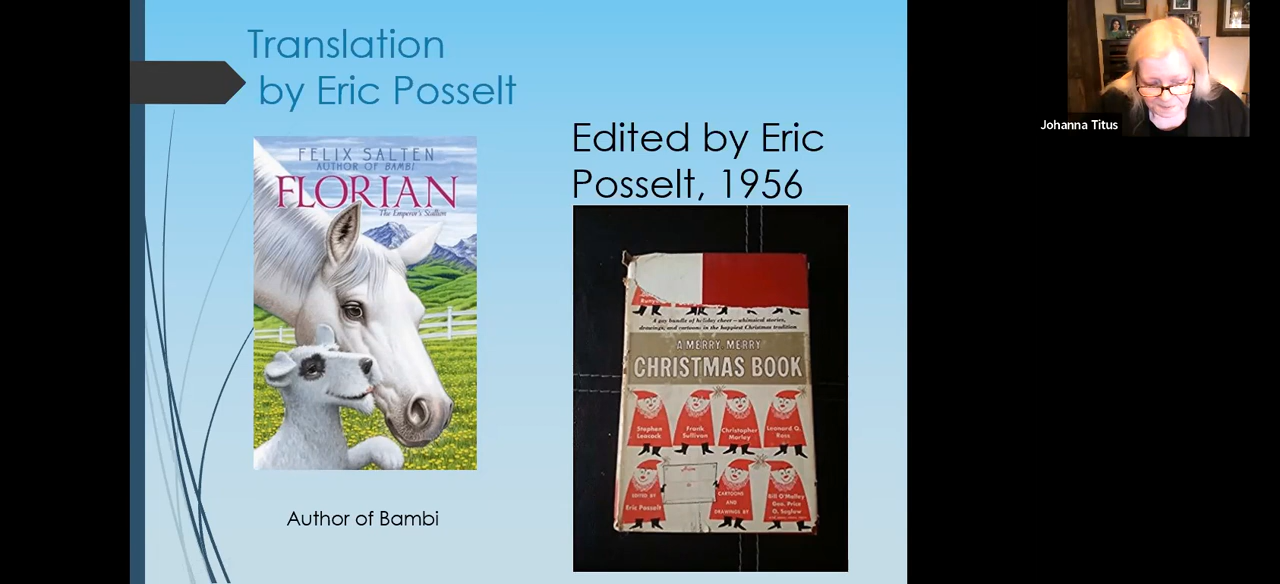 Translation
by Eric Posselt
FELIX SALTEN
AUTHOR OF BAMBI
FLORIAN
The Emperor's Stallion
Author of Bambi
Edited by Eric
Posselt, 1956
A gay bundle of holiday cheer—whimsical stories,
drawings, and cartoons in the happiest Christmas tradition
A MERRY, MERRY
CHRISTMAS BOOK
Stephen
Leacock
Frank
Sullivan
Christopher
Morley
Leonard Q.
Ross
EDITED BY
Eric Posselt
CARTOONS
AND
DRAWINGS BY
Bill O'Malley
Geo. Price
O. Soglow
Johanna Titus